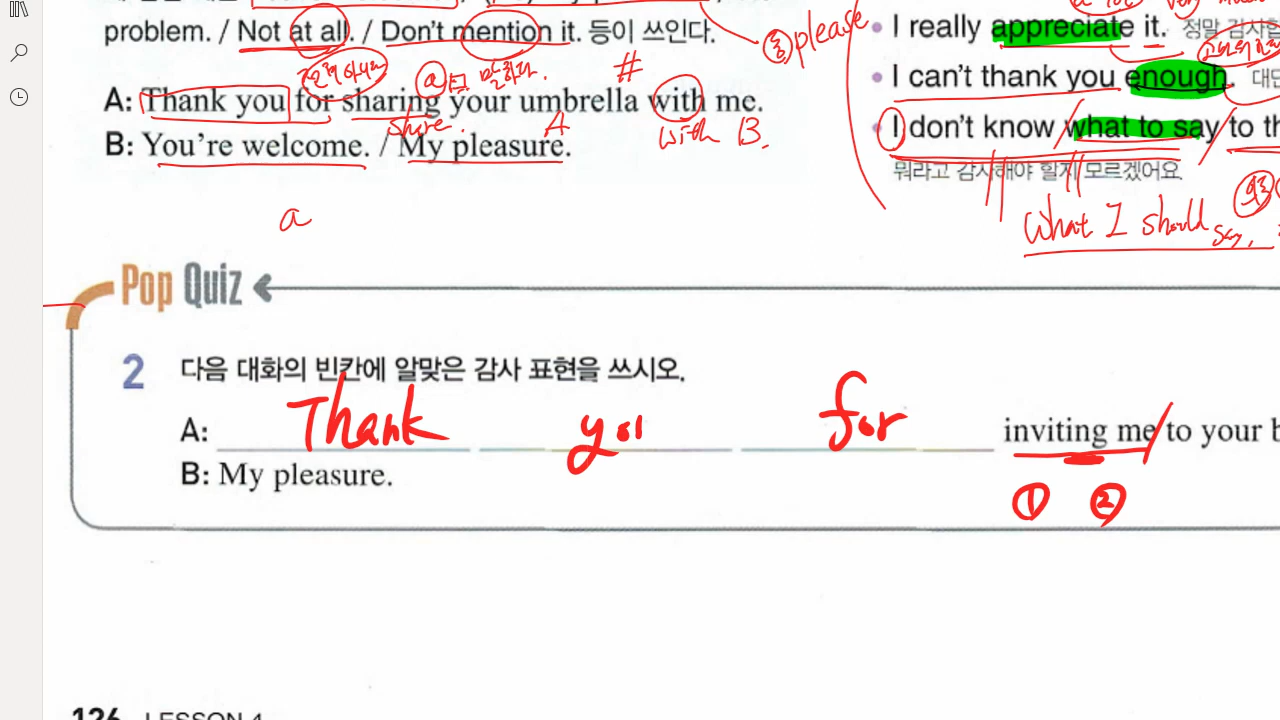 problem. / Not at all. / Don't mention it. 등이 쓰인다.
please
a 말하다. #
A: Thank you for sharing your umbrella with me.
share. A with B.
B: You're welcome. / My pleasure.
a
I really appreciate it. 정말 감사합
I can't thank you enough. 대단
I don't know what to say to th
뭐라고 감사해야 할지 모르겠어요.
What I should say,
Pop Quiz
2 다음 대화의 빈칸에 알맞은 감사 표현을 쓰시오.
A: Thank you for inviting me to your b
B: My pleasure.
① ②
126 LESSON 4